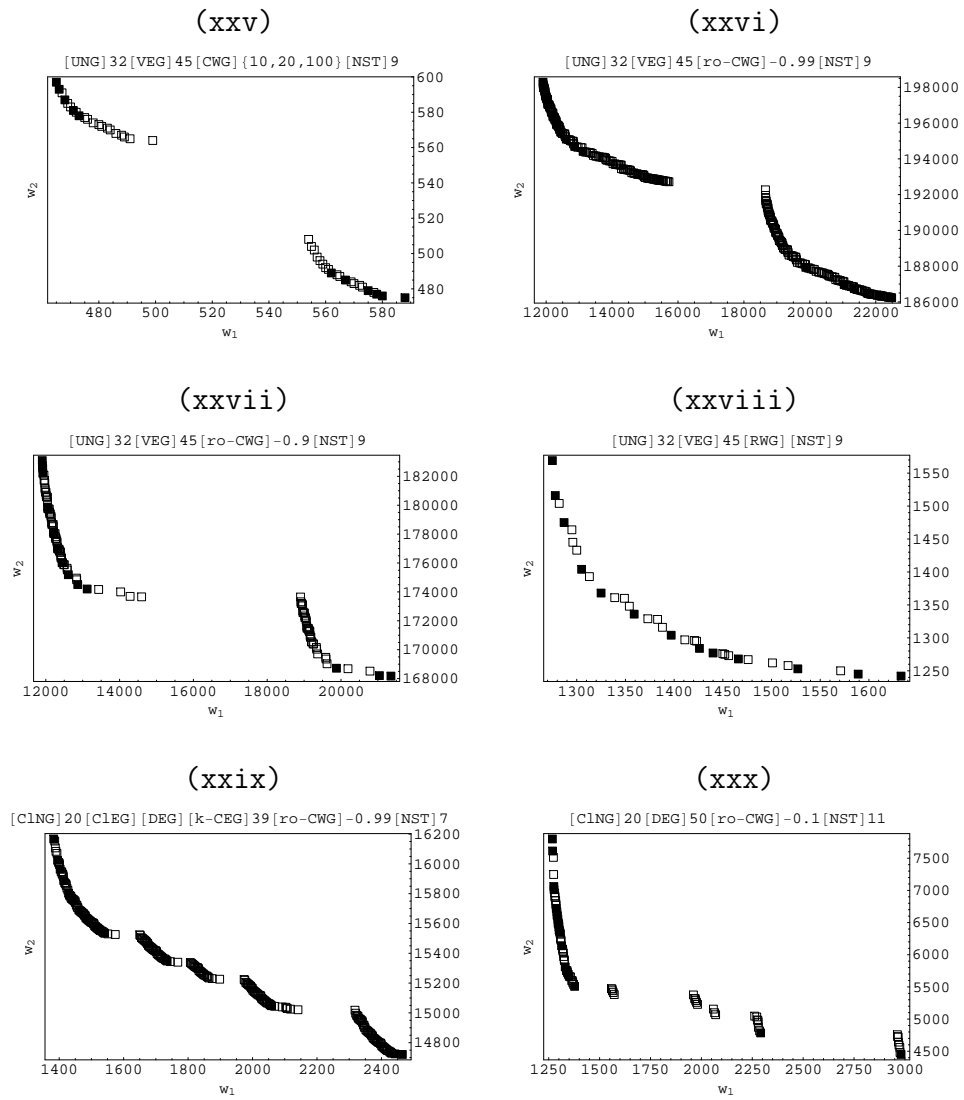 (xxv)
[UNG]32[VEG]45[CWG]{10,20,100}[NST]9
600
580
560
540
520
500
480
w2
480 500 520 540 560 580
w1
(xxvi)
[UNG]32[VEG]45[ro-CWG]-0.99[NST]9
198000
196000
194000
192000
190000
188000
186000
w2
12000 14000 16000 18000 20000 22000
w1
(xxvii)
[UNG]32[VEG]45[ro-CWG]-0.9[NST]9
182000
180000
178000
176000
174000
172000
170000
168000
w2
12000 14000 16000 18000 20000
w1
(xxviii)
[UNG]32[VEG]45[RWG][NST]9
1550
1500
1450
1400
1350
1300
1250
w2
1300 1350 1400 1450 1500 1550 1600
w1
(xxix)
[ClNG]20[ClEG][DEG][k-CEG]39[ro-CWG]-0.99[NST]7
16200
16000
15800
15600
15400
15200
15000
14800
w2
1400 1600 1800 2000 2200 2400
w1
(xxx)
[ClNG]20[DEG]50[ro-CWG]-0.1[NST]11
7500
7000
6500
6000
5500
5000
4500
w2
1250 1500 1750 2000 2250 2500 2750 3000
w1